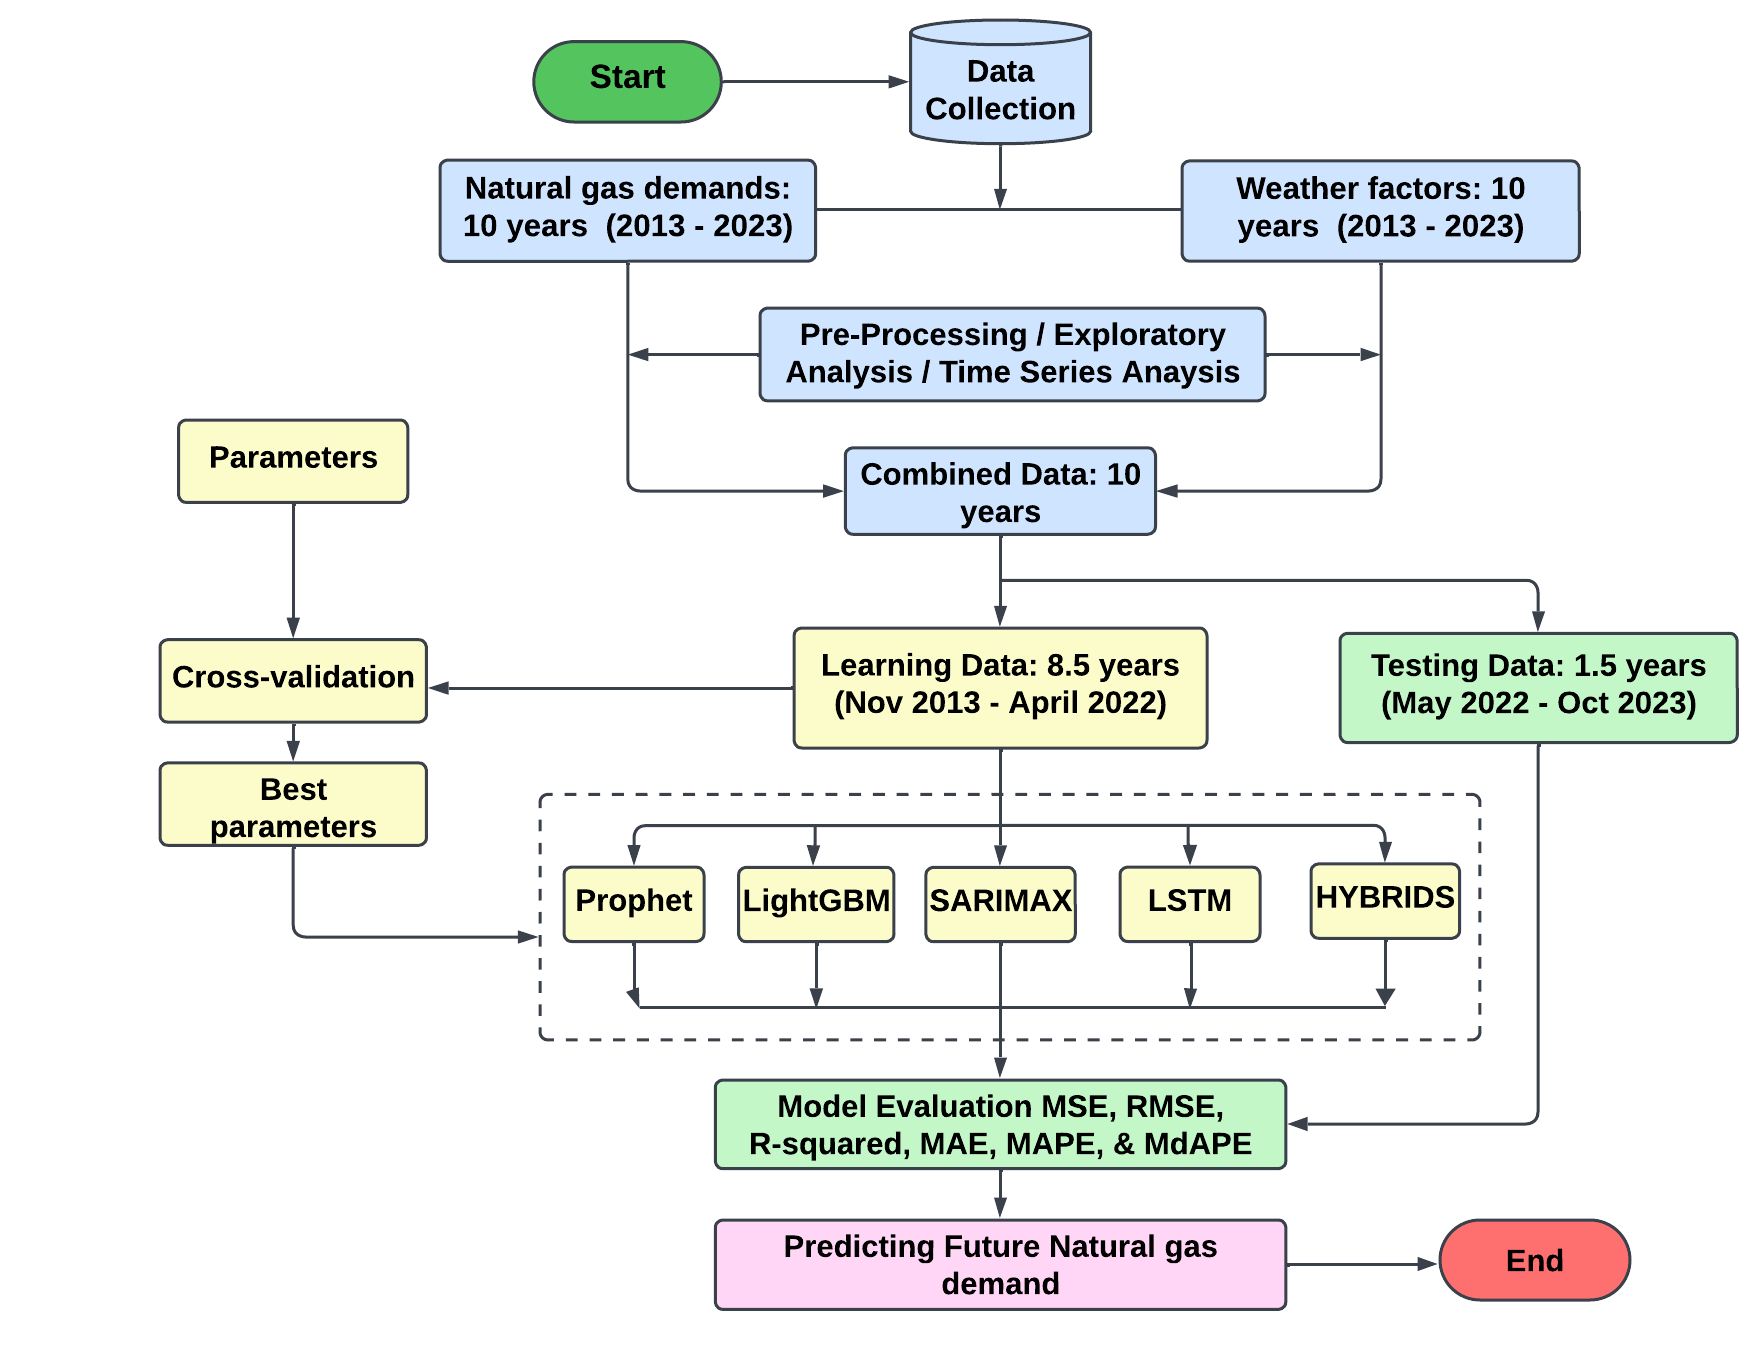 Start
Data
Collection
Natural gas demands:
10 years  (2013 - 2023)
Weather factors: 10
years  (2013 - 2023)
Pre-Processing / Exploratory
Analysis / Time Series Anaysis
Parameters
Combined Data: 10
years
Cross-validation
Learning Data: 8.5 years
(Nov 2013 - April 2022)
Testing Data: 1.5 years
(May 2022 - Oct 2023)
Best
parameters
Prophet
LightGBM
SARIMAX
LSTM
HYBRIDS
Model Evaluation MSE, RMSE,
R-squared, MAE, MAPE, & MdAPE
Predicting Future Natural gas
demand
End